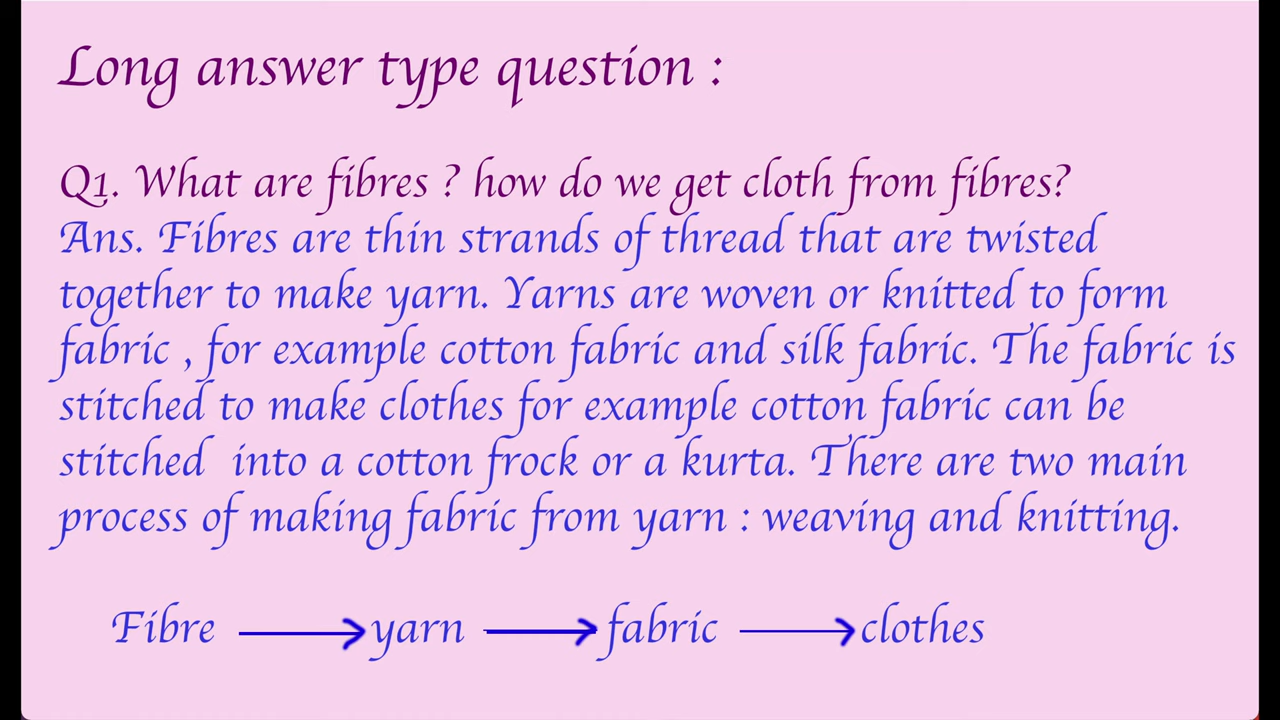 Long answer type question :
Q1. What are fibres ? how do we get cloth from fibres?
Ans. Fibres are thin strands of thread that are twisted
together to make yarn. Yarns are woven or knitted to form
fabric , for example cotton fabric and silk fabric. The fabric is
stitched to make clothes for example cotton fabric can be
stitched  into a cotton frock or a kurta. There are two main
process of making fabric from yarn : weaving and knitting.
Fibre → yarn → fabric → clothes